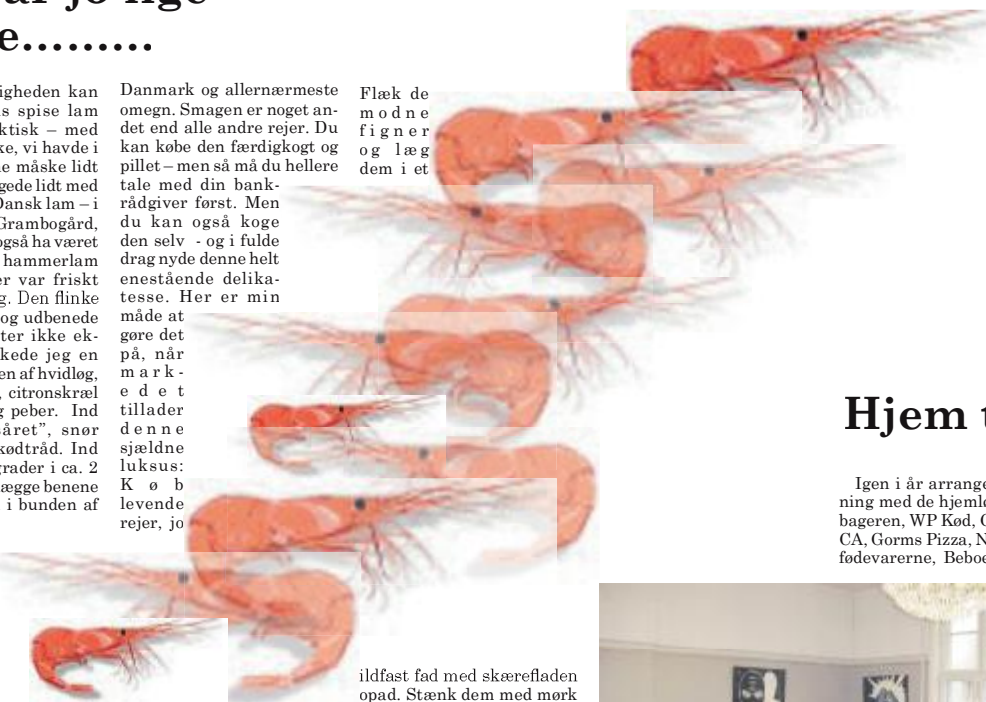 e.........
igheden kan
s spise lam
ktisk – med
ke, vi havde i
e måske lidt
gede lidt med
Dansk lam – i
Grambogård,
også ha været
hammerlam
er var friskt
g. Den flinke
og udbenede
ter ikke ek-
kede jeg en
en af hvidløg,
, citronskræl
g peber. Ind
såret”, snør
kødtråd. Ind
grader i ca. 2
lægge benene
i bunden af
Danmark og allernærmeste
omegn. Smagen er noget an-
det end alle andre rejer. Du
kan købe den færdigkogt og
pillet – men så må du hellere
tale med din bank-
rådgiver først. Men
du kan også koge
den selv - og i fulde
drag nyde denne helt
enestående delika-
tesse. Her er min
måde at
gøre det
på, når
mark-
edet
tillader
denne
sjældne
luksus:
Køb
levende
rejer, jo
Flæk de
modne
figner
og læg
dem i et
ildfast fad med skærefladen
opad. Stænk dem med mørk
Hjem t
Igen i år arrange
ning med de hjemlø
bageren, WP Kød, C
CA, Gorms Pizza, N
fødevarerne, Beboe